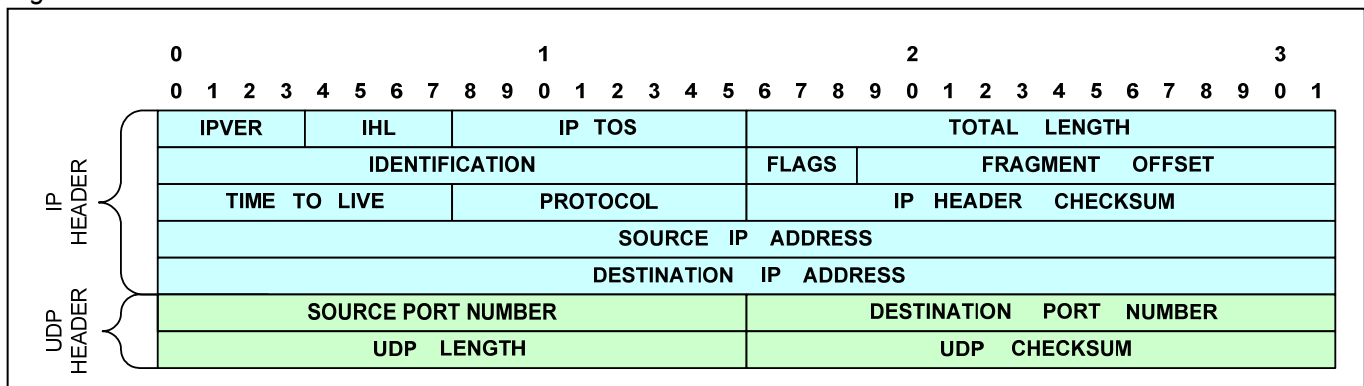 0 1 2 3
0 1 2 3 4 5 6 7 8 9 0 1 2 3 4 5 6 7 8 9 0 1 2 3 4 5 6 7 8 9 0 1
IP HEADER
IPVER IHL IP TOS TOTAL LENGTH
IDENTIFICATION FLAGS FRAGMENT OFFSET
TIME TO LIVE PROTOCOL IP HEADER CHECKSUM
SOURCE IP ADDRESS
DESTINATION IP ADDRESS
UDP HEADER
SOURCE PORT NUMBER DESTINATION PORT NUMBER
UDP LENGTH UDP CHECKSUM